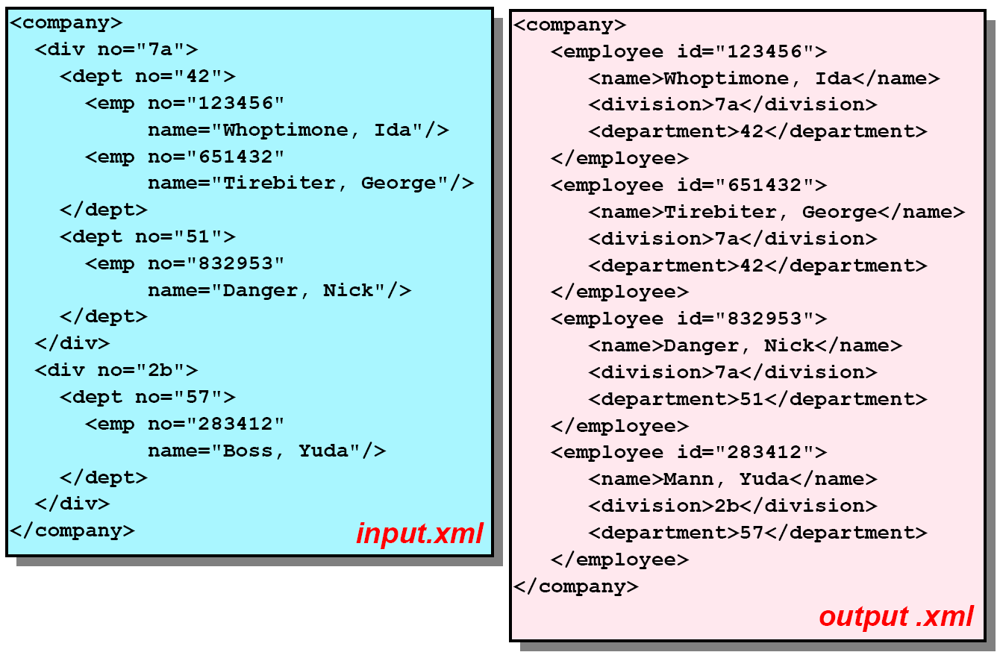 <company>
  <div no="7a">
    <dept no="42">
      <emp no="123456"
           name="Whoptimone, Ida"/>
      <emp no="651432"
           name="Tirebiter, George"/>
    </dept>
    <dept no="51">
      <emp no="832953"
           name="Danger, Nick"/>
    </dept>
  </div>
  <div no="2b">
    <dept no="57">
      <emp no="283412"
           name="Boss, Yuda"/>
    </dept>
  </div>
</company>
input.xml
<company>
   <employee id="123456">
      <name>Whoptimone, Ida</name>
      <division>7a</division>
      <department>42</department>
   </employee>
   <employee id="651432">
      <name>Tirebiter, George</name>
      <division>7a</division>
      <department>42</department>
   </employee>
   <employee id="832953">
      <name>Danger, Nick</name>
      <division>7a</division>
      <department>51</department>
   </employee>
   <employee id="283412">
      <name>Mann, Yuda</name>
      <division>2b</division>
      <department>57</department>
   </employee>
</company>
output .xml